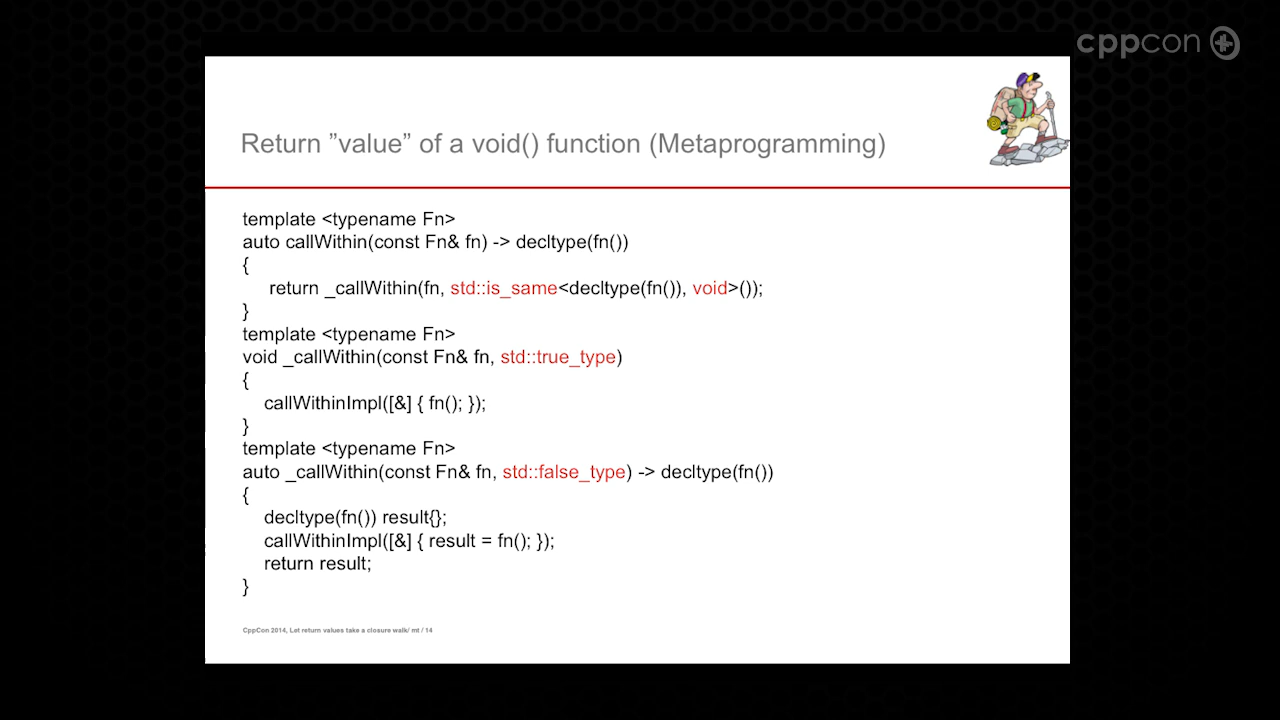 cppcon
Return ”value” of a void() function (Metaprogramming)
template <typename Fn>
auto callWithin(const Fn& fn) -> decltype(fn())
{
return _callWithin(fn, std::is_same<decltype(fn()), void>());
}
template <typename Fn>
void _callWithin(const Fn& fn, std::true_type)
{
callWithinImpl([&] { fn(); });
}
template <typename Fn>
auto _callWithin(const Fn& fn, std::false_type) -> decltype(fn())
{
decltype(fn()) result{};
callWithinImpl([&] { result = fn(); });
return result;
}
CppCon 2014, Let return values take a closure walk/ mt / 14